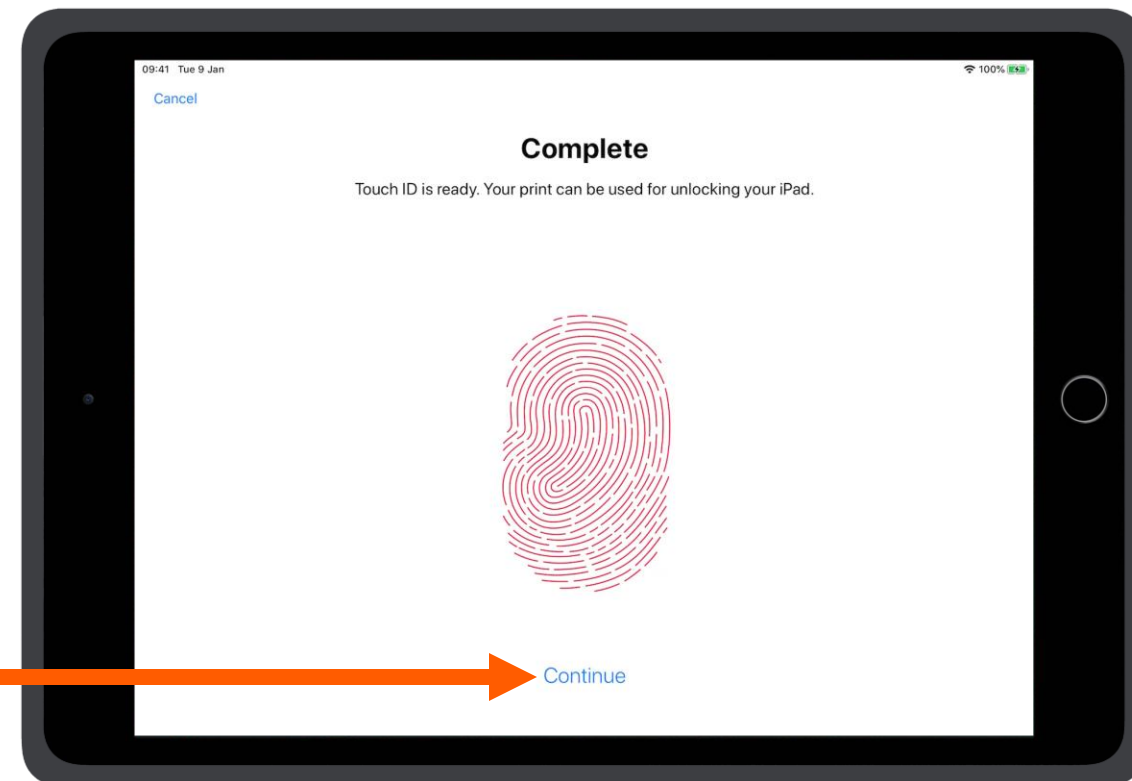 09:41 Tue 9 Jan
100%
Cancel
Complete
Touch ID is ready. Your print can be used for unlocking your iPad.
Continue